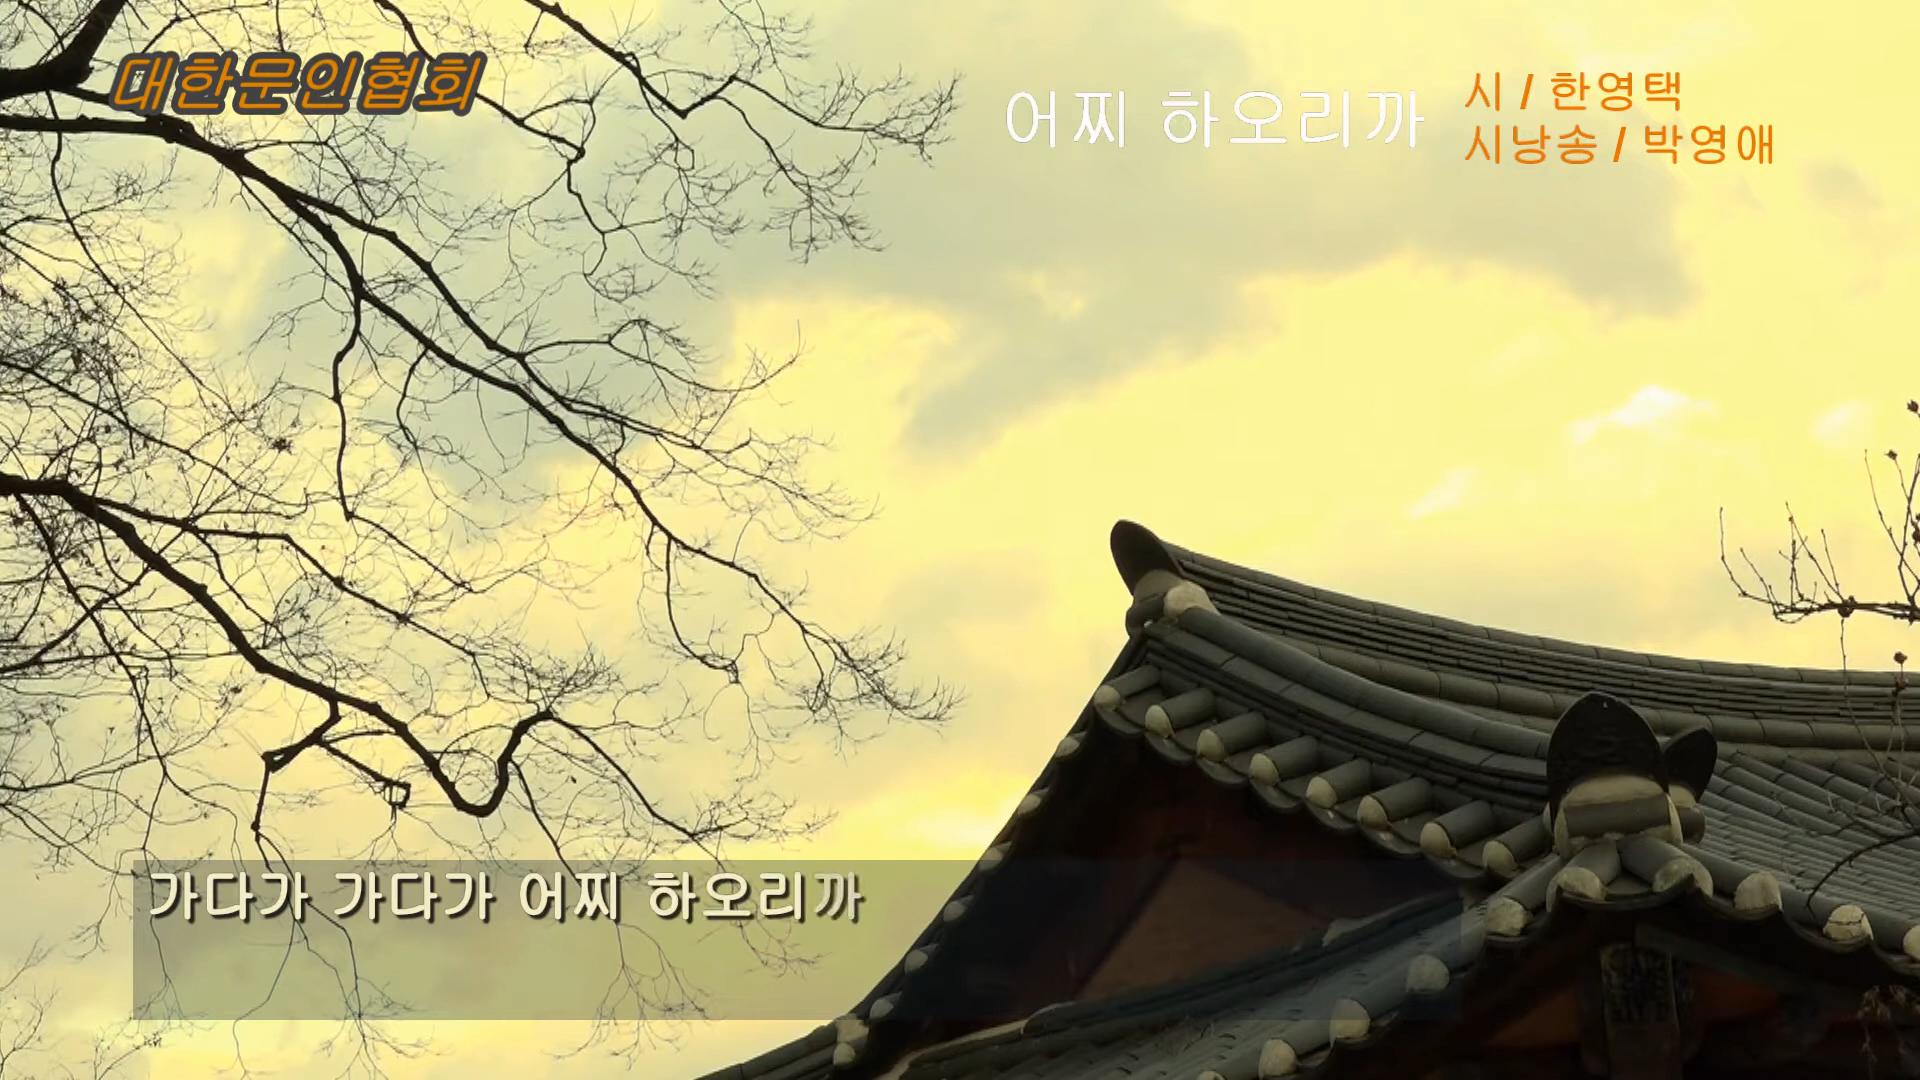 대한문인협회
어찌 하오리까
시 / 한영택
시낭송 / 박영애
가다가 가다가 어찌 하오리까